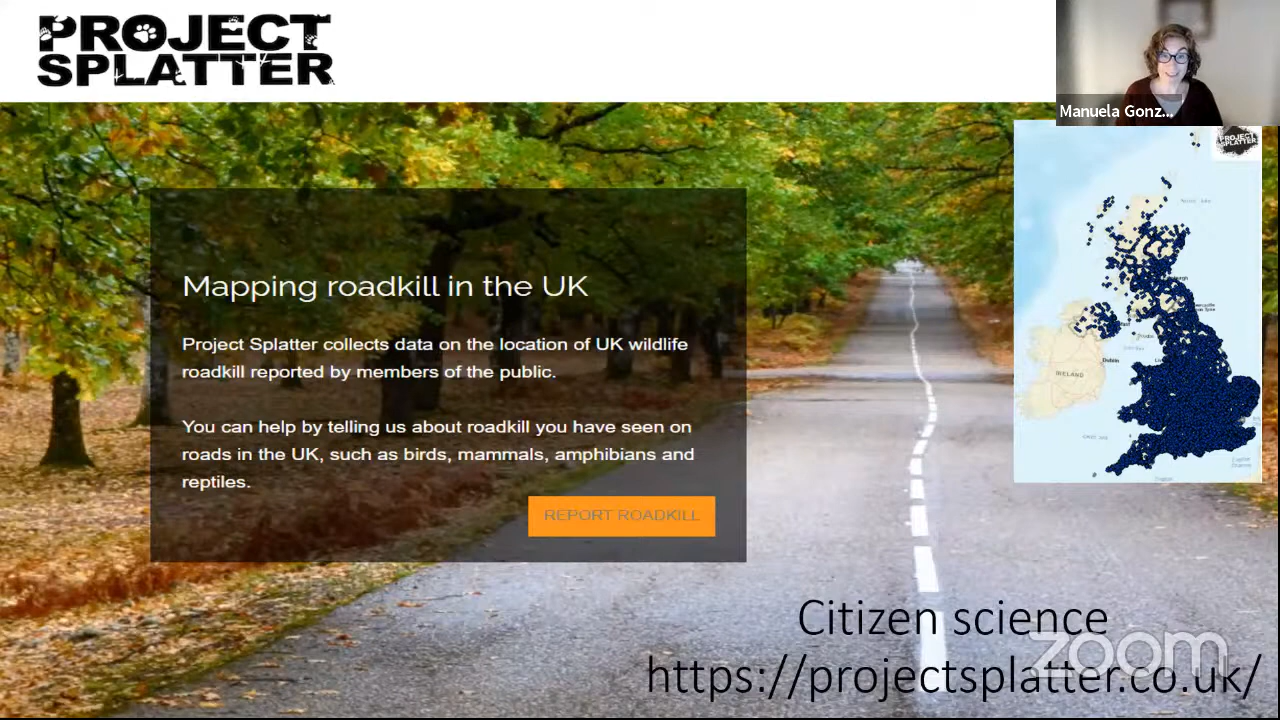 PROJECT
SPLATTER
Manuela Gonz...
PROJECT
SPLATTER
Mapping roadkill in the UK
Project Splatter collects data on the location of UK wildlife
roadkill reported by members of the public.
You can help by telling us about roadkill you have seen on
roads in the UK, such as birds, mammals, amphibians and
reptiles.
REPORT ROADKILL
Dublin
IRELAND
Citizen science
zoom
https://projectsplatter.co.uk/